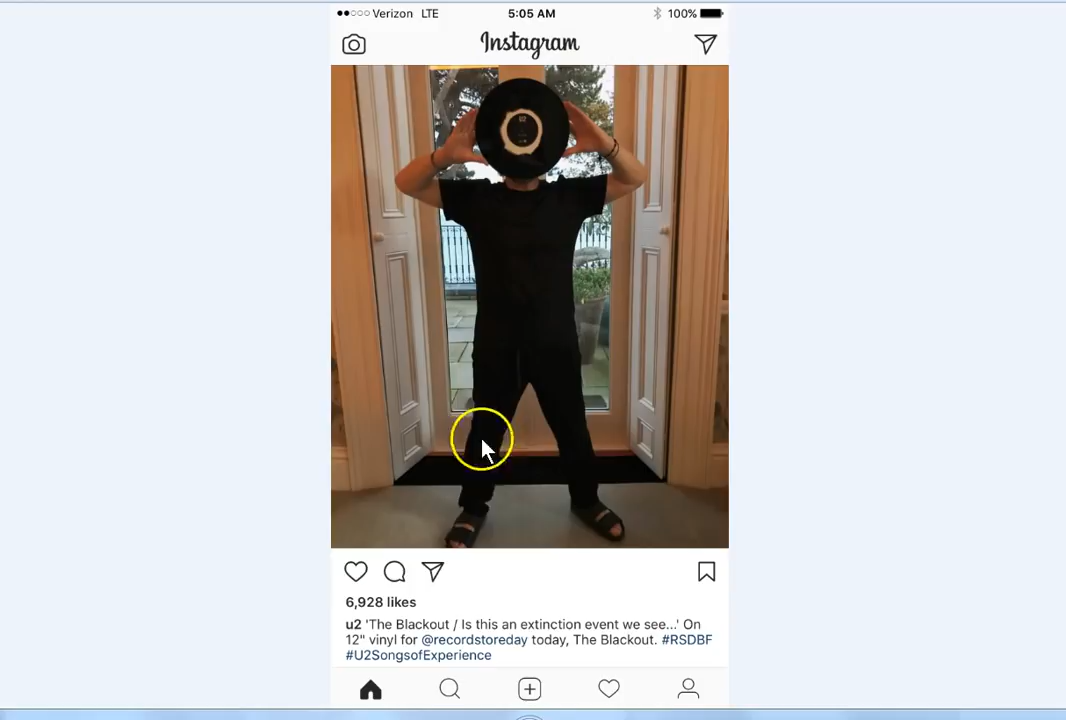 Verizon LTE 5:05 AM 100%
Instagram
U2
6,928 likes
u2 'The Blackout / Is this an extinction event we see...' On
12" vinyl for @recordstoreday today, The Blackout. #RSDBF
#U2SongsofExperience